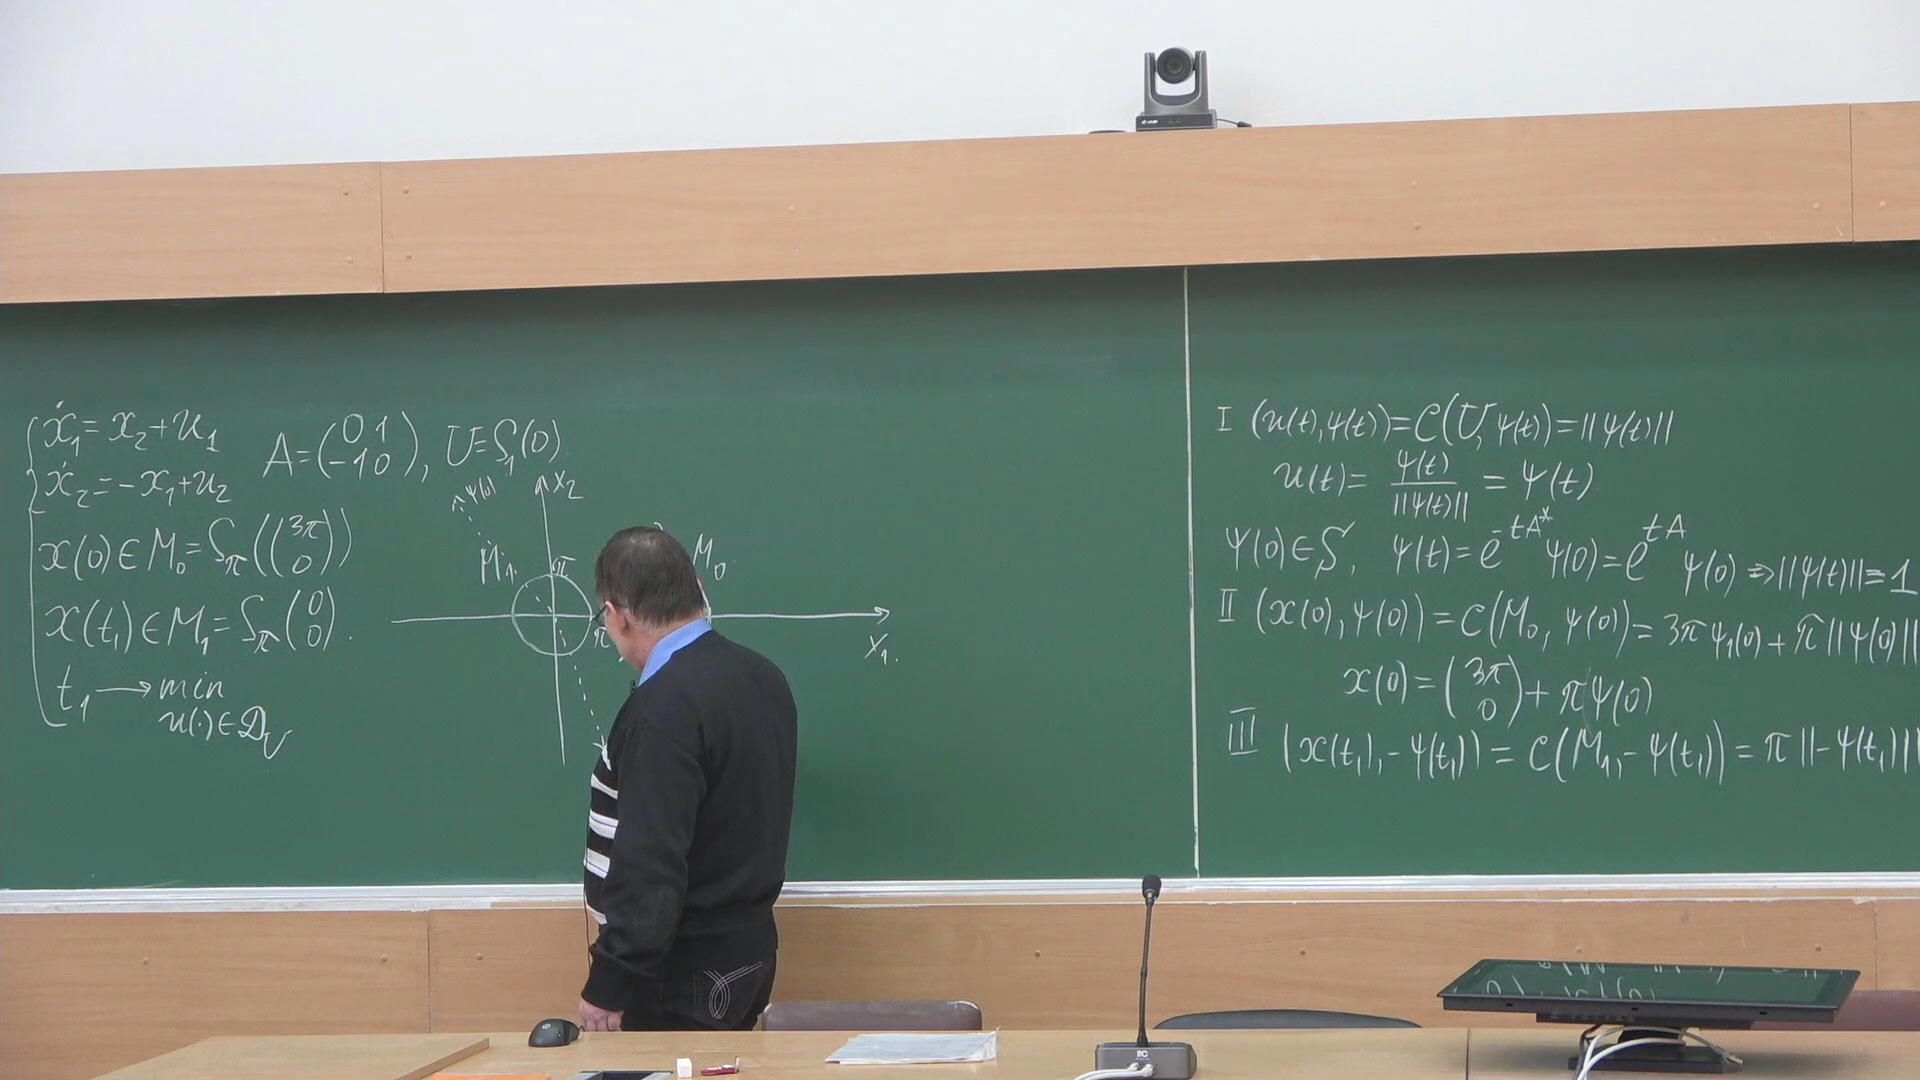 ẋ₁ = x₂ + u₁
ẋ₂ = -x₁ + u₂
A = (0 1 -1 0), U = S₁(0).
x(0) ∈ M₀ = S_π((3π 0))
x(t₁) ∈ M₁ = S_π(0 0).
t₁ → min
u(·) ∈ D_U
ψ(0)
x₂
M₁
π
M₀
π
x₁.
I (u(t), ψ(t)) = C(U, ψ(t)) = ||ψ(t)||
u(t) = ψ(t) / ||ψ(t)|| = ψ(t)
ψ(0) ∈ S, ψ(t) = e^{-tA*} ψ(0) = e^{tA} ψ(0) ⇒ ||ψ(t)|| ≡ 1
II (x(0), ψ(0)) = C(M₀, ψ(0)) = 3πψ₁(0) + π||ψ(0)||
x(0) = (3π 0) + πψ(0)
III (x(t₁), -ψ(t₁)) = C(M₁, -ψ(t₁)) = π||-ψ(t₁)||